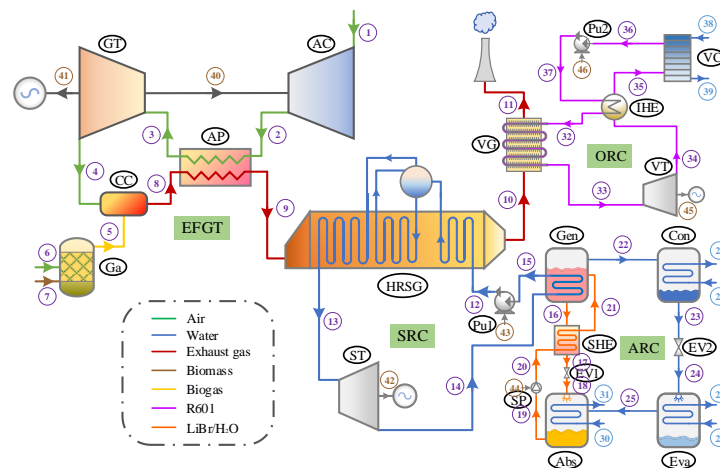 GT
AC
1
Pu2
36
38
VC
41
40
37
46
39
35
IHE
3
AP
2
11
32
VG
ORC
34
4
CC
8
33
VT
45
5
9
10
EFGT
6
Ga
7
HRSG
Gen
22
Con
15
12
Pu1
43
21
16
23
13
SRC
SHE
ARC
EV2
ST
20
17
EV1
24
14
18
42
44
SP
19
31
25
30
Abs
Eva
Air
Water
Exhaust gas
Biomass
Biogas
R601
LiBr/H₂O